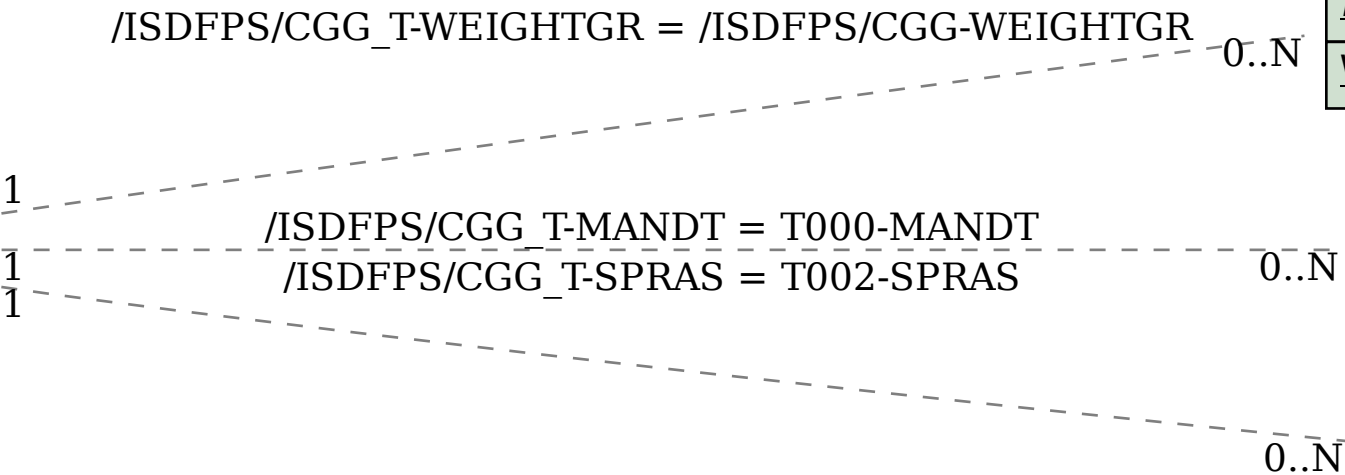 /ISDFPS/CGG_T-WEIGHTGR = /ISDFPS/CGG-WEIGHTGR
0..N
1
/ISDFPS/CGG_T-MANDT = T000-MANDT
1
0..N
/ISDFPS/CGG_T-SPRAS = T002-SPRAS
1
0..N